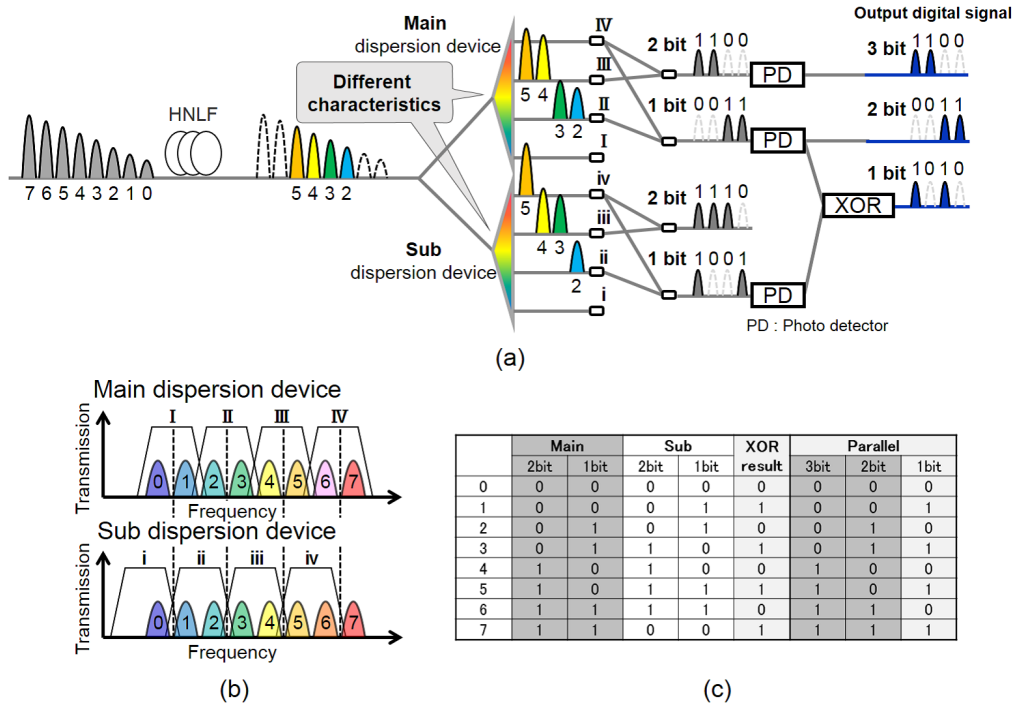 Main
dispersion device
Different
characteristics
HNLF
7 6 5 4 3 2 1 0
5 4 3 2
Sub
dispersion device
5 4
3 2
5
4 3
2
Ⅳ
Ⅲ
Ⅱ
Ⅰ
iv
iii
ii
i
2 bit 1 1 0 0
1 bit 0 0 1 1
2 bit 1 1 1 0
1 bit 1 0 0 1
PD
PD
PD
XOR
PD : Photo detector
Output digital signal
3 bit 1 1 0 0
2 bit 0 0 1 1
1 bit 1 0 1 0
(a)
Main dispersion device
Transmission
Ⅰ Ⅱ Ⅲ Ⅳ
0 1 2 3 4 5 6 7
Frequency
Sub dispersion device
Transmission
i ii iii iv
0 1 2 3 4 5 6 7
Frequency
(b)
Main Sub XOR result Parallel
2bit 1bit 2bit 1bit 3bit 2bit 1bit
0 0 0 0 0 0 0 0 0
1 0 0 0 1 1 0 0 1
2 0 1 0 1 0 0 1 0
3 0 1 1 0 1 0 1 1
4 1 0 1 0 0 1 0 0
5 1 1 1 1 1 1 0 1
6 1 1 1 1 0 1 1 0
7 1 1 0 0 1 1 1 1
(c)